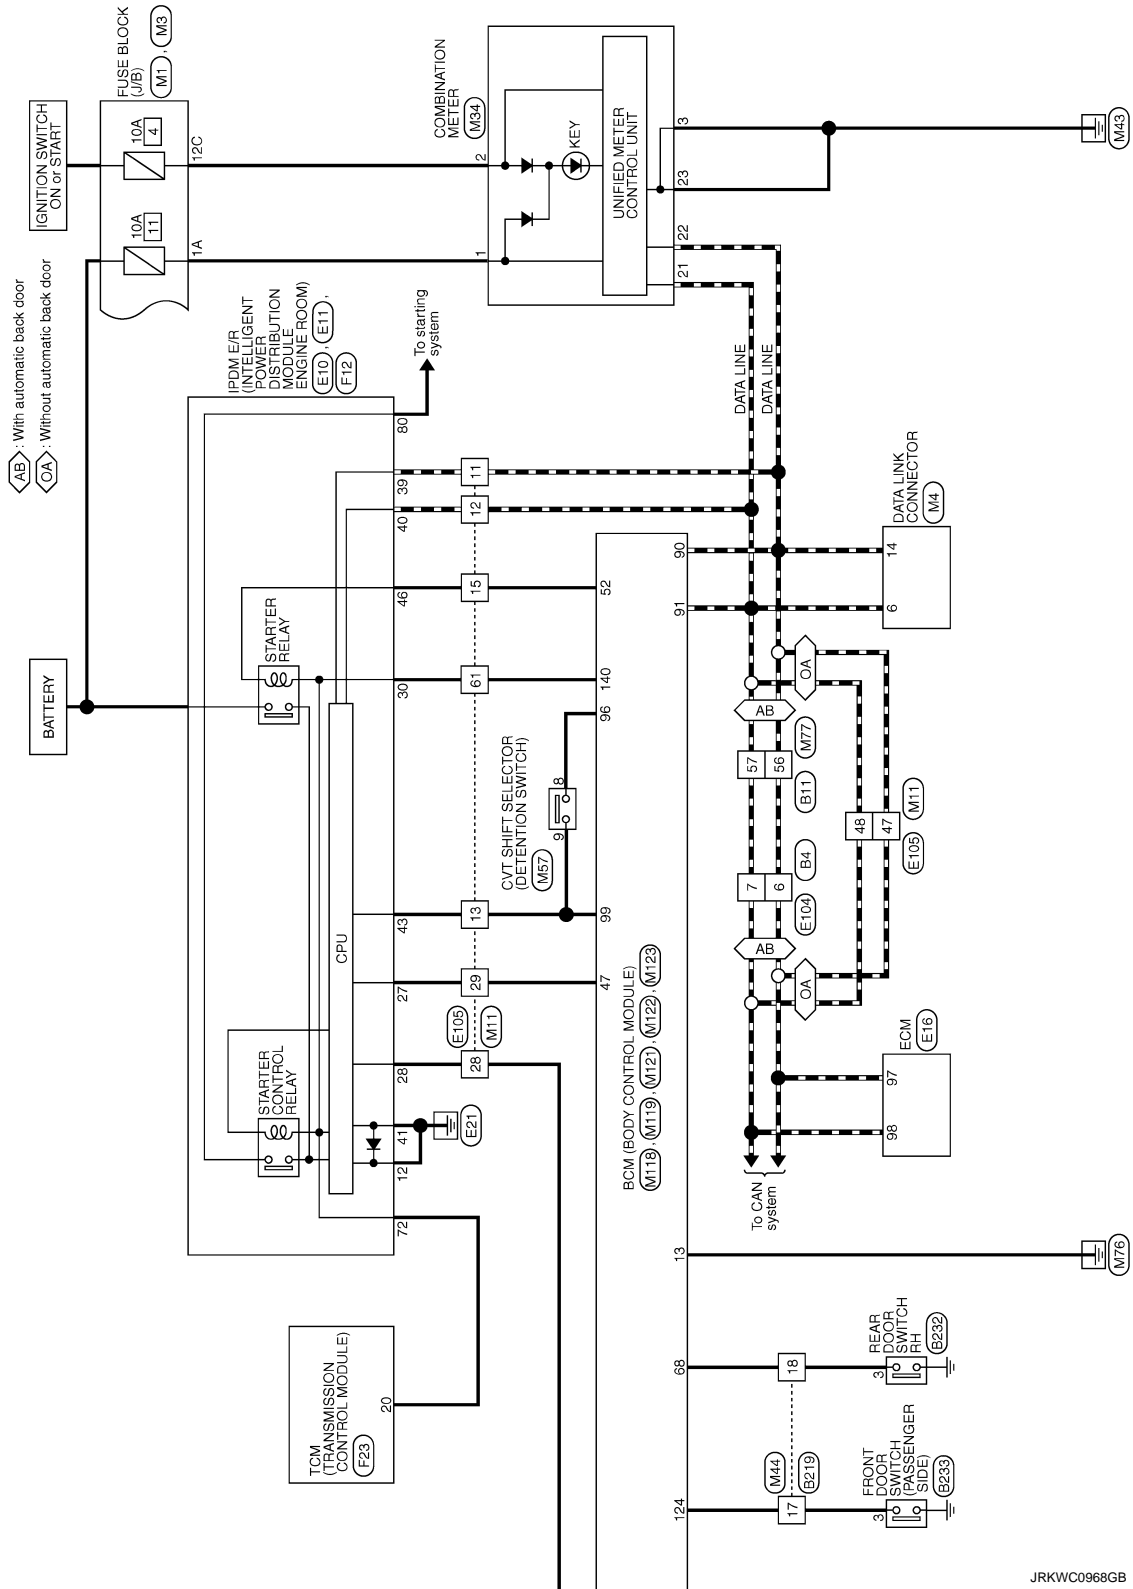 AB : With automatic back door
OA : Without automatic back door
IGNITION SWITCH
ON or START
FUSE BLOCK
(J/B)
M1 , M3
10A
4
10A
11
12C
1A
BATTERY
COMBINATION
METER
M34
2
1
KEY
UNIFIED METER
CONTROL UNIT
3
23
22
21
M43
IPDM E/R
(INTELLIGENT
POWER
DISTRIBUTION
MODULE
ENGINE ROOM)
E10 , E11 ,
F12
To starting
system
80
39
40
46
30
43
27
28
41
12
72
STARTER
RELAY
CPU
STARTER
CONTROL
RELAY
11
12
15
61
13
29
28
E105
M11
E21
DATA LINE
DATA LINE
DATA LINK
CONNECTOR
M4
14
6
90
91
52
140
96
99
47
CVT SHIFT SELECTOR
(DETENTION SWITCH)
M57
8
9
BCM (BODY CONTROL MODULE)
M118 , M119 , M121 , M122 , M123
OA
AB
57
56
M77
B11
7
6
B4
E104
48
47
M11
E105
AB
OA
ECM
E16
97
98
To CAN
system
13
M76
TCM
(TRANSMISSION
CONTROL MODULE)
F23
20
68
18
REAR
DOOR
SWITCH
RH
B232
3
124
17
M44
B219
FRONT
DOOR
SWITCH
(PASSENGER
SIDE)
B233
3
JRKWC0968GB